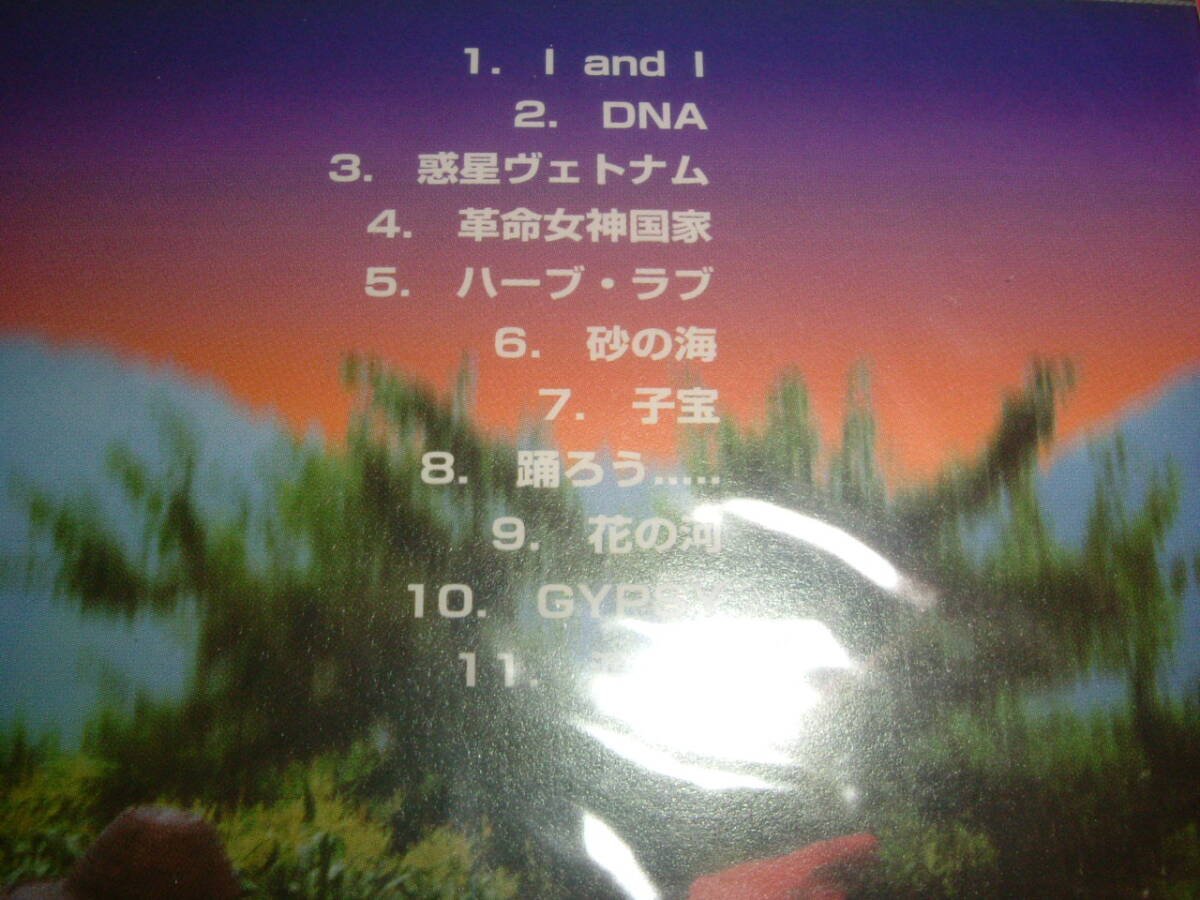 1. I and I
2. DNA
3. 惑星ヴェトナム
4. 革命女神国家
5. ハーブ・ラブ
6. 砂の海
7. 子宝
8. 踊ろう.....
9. 花の河
10. GYPSY
11.